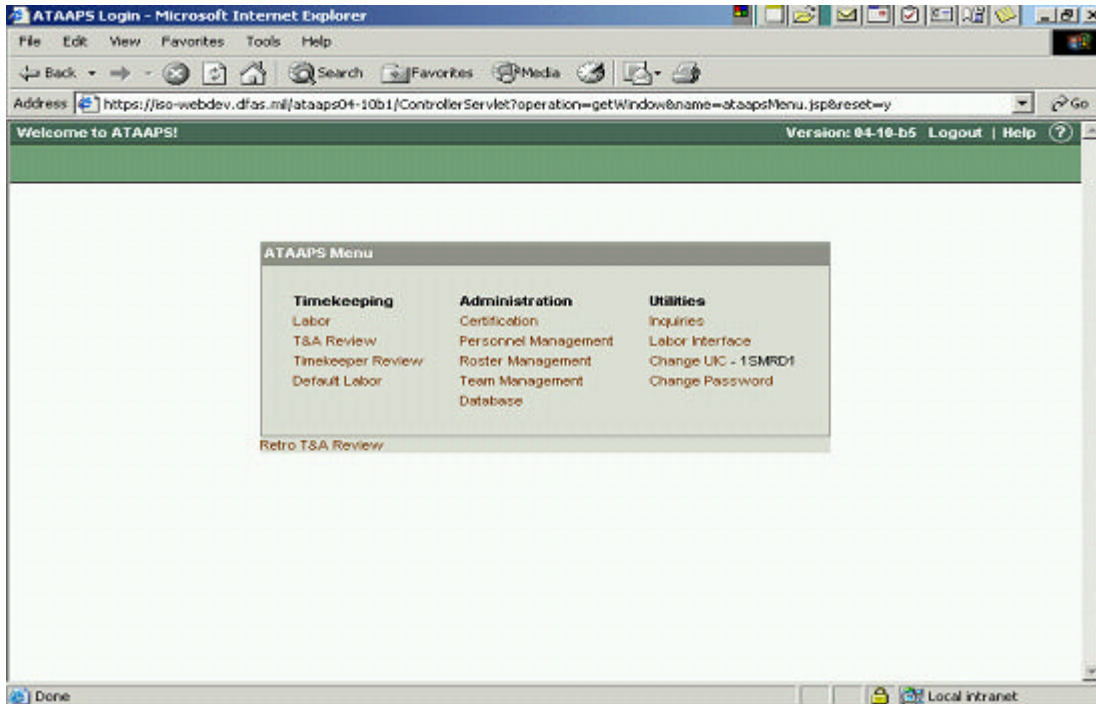 ATAAPS Login - Microsoft Internet Explorer
File Edit View Favorites Tools Help
Back Search Favorites Media
Address https://iso-webdev.dfas.mil/ataaps04-10b1/ControllerServlet?operation=getWindow&name=ataapsMenu.jsp&reset=y Go
Welcome to ATAAPS! Version: 04-10-b5 Logout | Help ?
ATAAPS Menu
Timekeeping Administration Utilities
Labor Certification Inquiries
T&A Review Personnel Management Labor Interface
Timekeeper Review Roster Management Change UIC - 1SMRD1
Default Labor Team Management Change Password
Database
Retro T&A Review
Done Local intranet